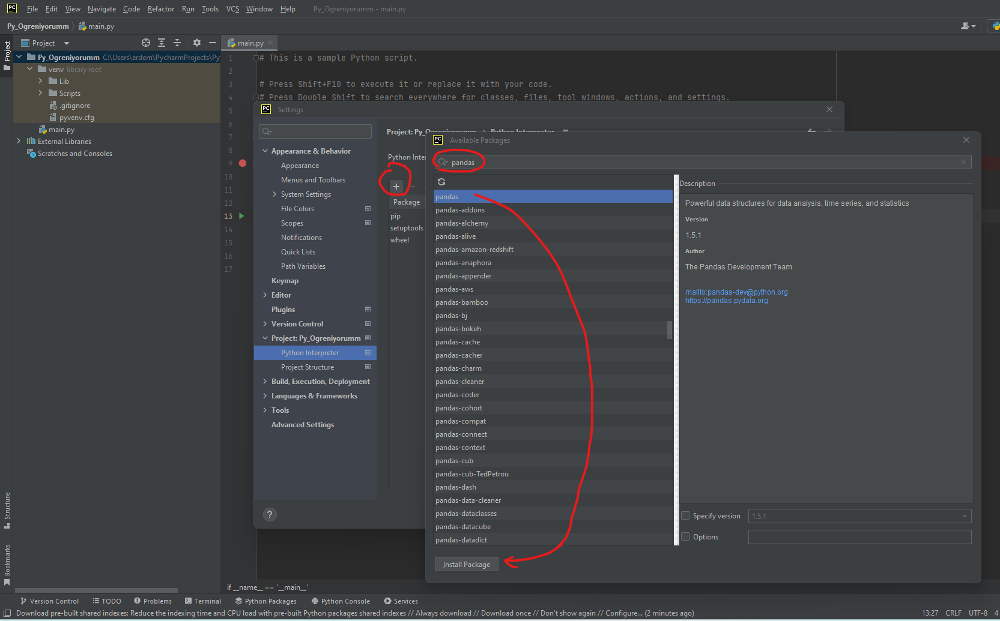 PC File Edit View Navigate Code Refactor Run Tools VCS Window Help Py_Ogreniyorumm - main.py
Py_Ogreniyorumm main.py
Project
Project
main.py
Py_Ogreniyorumm C:\Users\erdem\PycharmProjects\Py_
venv library root
Lib
Scripts
.gitignore
pyvenv.cfg
main.py
External Libraries
Scratches and Consoles
Structure
Bookmarks
1 # This is a sample Python script.
2
3 # Press Shift+F10 to execute it or replace it with your code.
4 # Press Double Shift to search everywhere for classes, files, tool windows, actions, and settings.
5
6
7
8
9
10
11
12
13
14
15
16
17
PC Settings
Appearance & Behavior
Appearance
Menus and Toolbars
System Settings
File Colors
Scopes
Notifications
Quick Lists
Path Variables
Keymap
Editor
Plugins
Version Control
Project: Py_Ogreniyorumm
Python Interpreter
Project Structure
Build, Execution, Deployment
Languages & Frameworks
Tools
Advanced Settings
?
Project: Py_Ogreniyorumm Python Interpreter
Python Inter
+
Package
pip
setuptools
wheel
PC Available Packages
pandas
pandas
pandas-addons
pandas-alchemy
pandas-alive
pandas-amazon-redshift
pandas-anaphora
pandas-appender
pandas-aws
pandas-bamboo
pandas-bj
pandas-bokeh
pandas-cache
pandas-cacher
pandas-charm
pandas-cleaner
pandas-coder
pandas-cohort
pandas-compat
pandas-connect
pandas-context
pandas-cub
pandas-cub-TedPetrou
pandas-dash
pandas-data-cleaner
pandas-dataclasses
pandas-datacube
pandas-datadict
Install Package
Description
Powerful data structures for data analysis, time series, and statistics
Version
1.5.1
Author
The Pandas Development Team
mailto:pandas-dev@python.org
https://pandas.pydata.org
Specify version 1.5.1
Options
if __name__ == '__main__'
Version Control TODO Problems Terminal Python Packages Python Console Services
Download pre-built shared indexes: Reduce the indexing time and CPU load with pre-built Python packages shared indexes // Always download // Download once // Don't show again // Configure... (2 minutes ago) 13:27 CRLF UTF-8 4